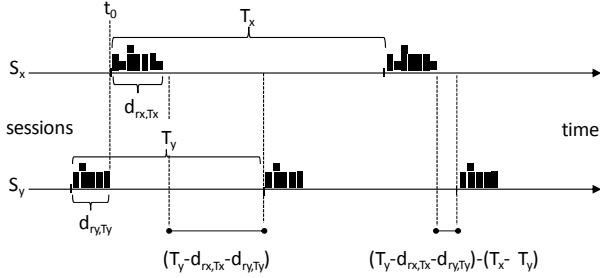 t0
Tx
Sx
drx,Tx
sessions
time
Ty
Sy
dry,Ty
(Ty-drx,Tx-dry,Ty)
(Ty-drx,Tx-dry,Ty)-(Tx- Ty)